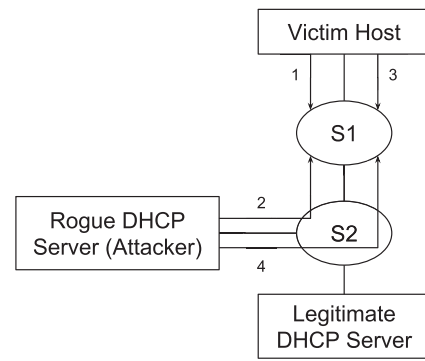 Victim Host
1
3
S1
2
Rogue DHCP
Server (Attacker)
S2
4
Legitimate
DHCP Server